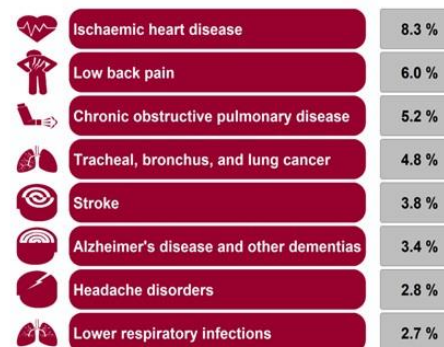 Ischaemic heart disease 8.3 %
Low back pain 6.0 %
Chronic obstructive pulmonary disease 5.2 %
Tracheal, bronchus, and lung cancer 4.8 %
Stroke 3.8 %
Alzheimer's disease and other dementias 3.4 %
Headache disorders 2.8 %
Lower respiratory infections 2.7 %